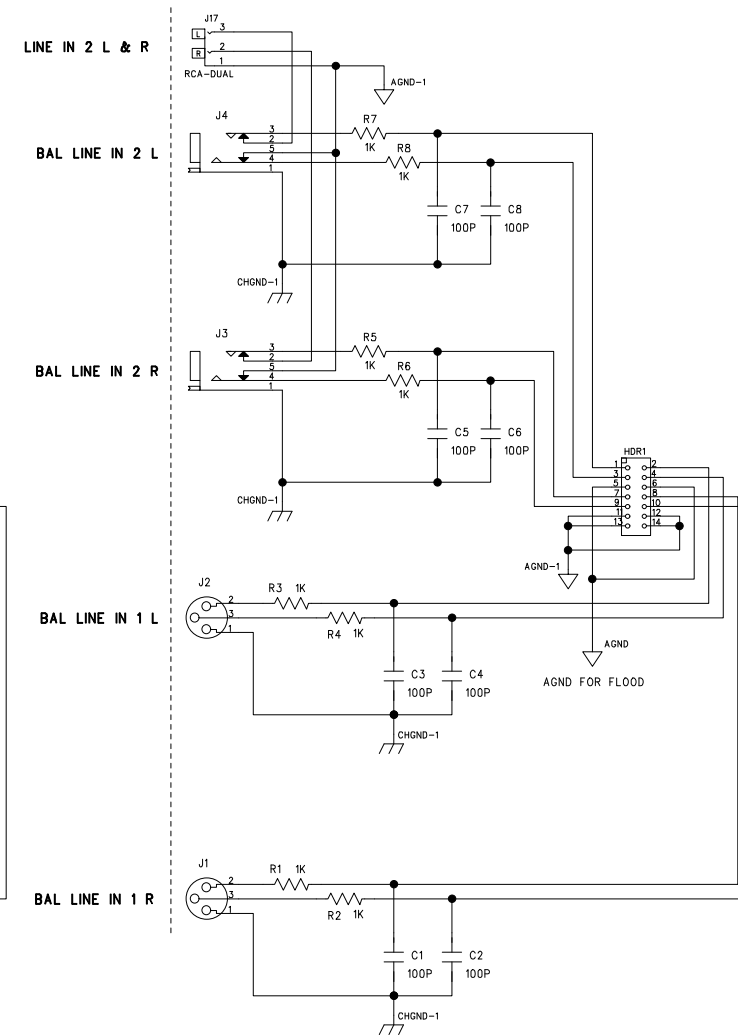 J17
L 3
LINE IN 2 L & R
R 2
1
RCA-DUAL
AGND-1
J4
R7
3
2
1K
R8
5
BAL LINE IN 2 L
4
1K
1
C7 C8
100P 100P
CHGND-1
J3
R5
3
2
1K
R6
5
BAL LINE IN 2 R
4
1K
1
C5 C6
100P 100P
HDR1
1 2
3 4
5 6
7 8
9 10
11 12
13 14
CHGND-1
AGND-1
J2
R3 1K
2
BAL LINE IN 1 L
3
R4 1K
1
AGND
C3 C4
100P 100P
AGND FOR FLOOD
CHGND-1
J1
R1 1K
2
BAL LINE IN 1 R
3
R2 1K
1
C1 C2
100P 100P
CHGND-1